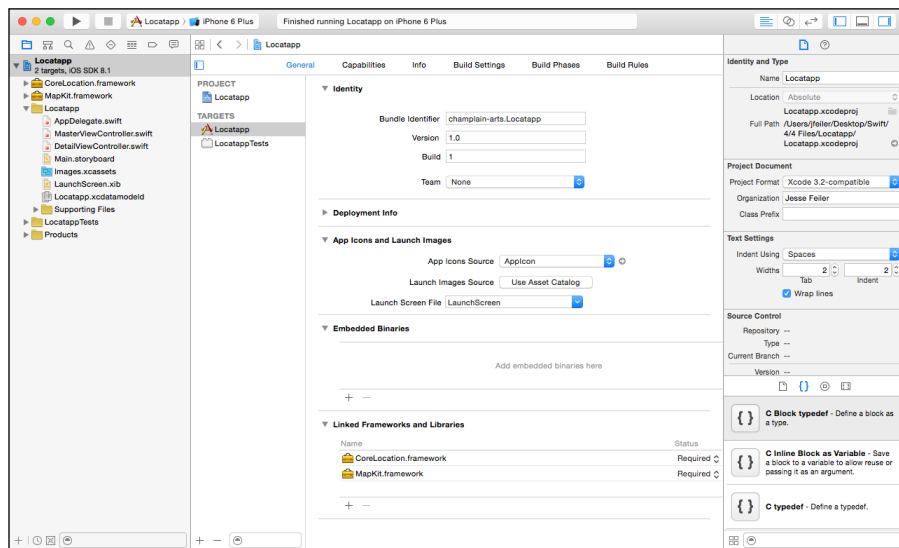 Locatapp
iPhone 6 Plus
Finished running Locatapp on iPhone 6 Plus
Locatapp
2 targets, iOS SDK 8.1
CoreLocation.framework
MapKit.framework
Locatapp
AppDelegate.swift
MasterViewController.swift
DetailViewController.swift
Main.storyboard
Images.xcassets
LaunchScreen.xib
Locatapp.xcdatamodeld
Supporting Files
LocatappTests
Products
Locatapp
General Capabilities Info Build Settings Build Phases Build Rules
PROJECT
Locatapp
TARGETS
Locatapp
LocatappTests
Identity
Bundle Identifier champlain-arts.Locatapp
Version 1.0
Build 1
Team None
Deployment Info
App Icons and Launch Images
App Icons Source AppIcon
Launch Images Source Use Asset Catalog
Launch Screen File LaunchScreen
Embedded Binaries
Add embedded binaries here
Linked Frameworks and Libraries
Name Status
CoreLocation.framework Required
MapKit.framework Required
Identity and Type
Name Locatapp
Location Absolute
Locatapp.xcodeproj
Full Path /Users/jfeiler/Desktop/Swift/
4/4 Files/Locatapp/
Locatapp.xcodeproj
Project Document
Project Format Xcode 3.2-compatible
Organization Jesse Feiler
Class Prefix
Text Settings
Indent Using Spaces
Widths 2 2
Tab Indent
Wrap lines
Source Control
Repository --
Type --
Current Branch --
Version --
{ }
{ } C Block typedef - Define a block as
a type.
{ } C Inline Block as Variable - Save
a block to a variable to allow reuse or
passing it as an argument.
{ } C typedef - Define a typedef.